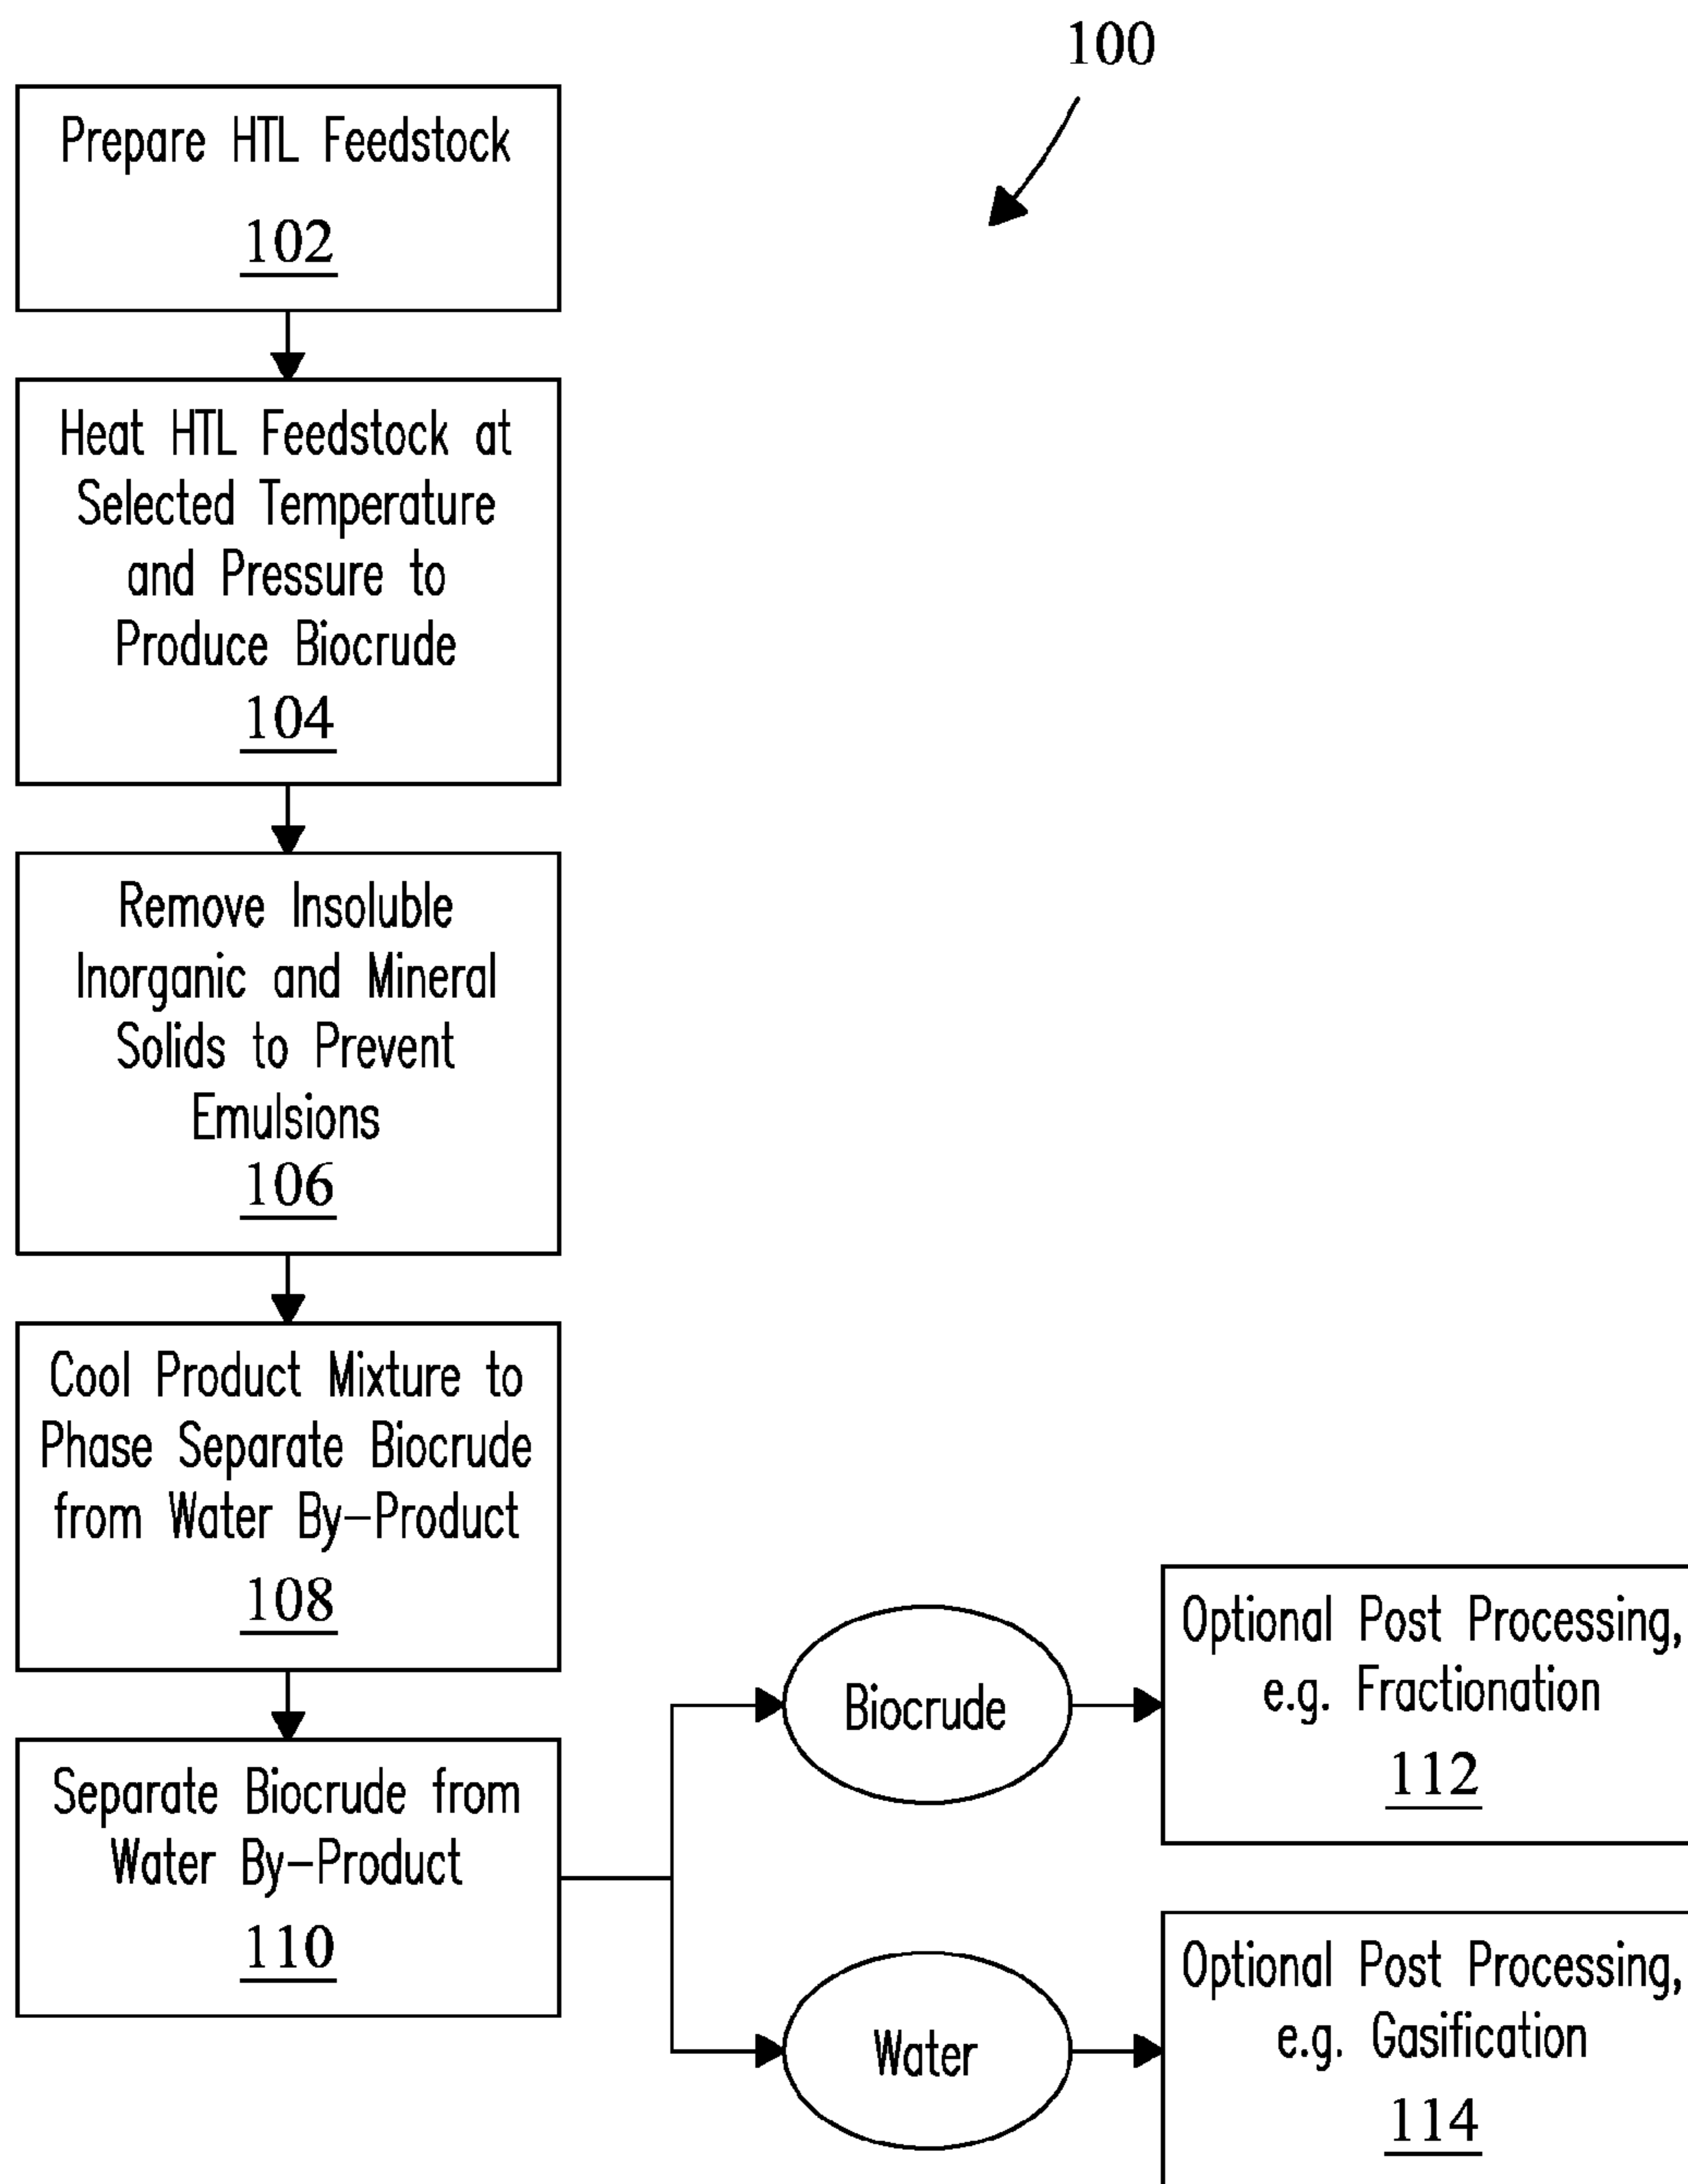 100
Prepare HTL Feedstock
102
Heat HTL Feedstock at
Selected Temperature
and Pressure to
Produce Biocrude
104
Remove Insoluble
Inorganic and Mineral
Solids to Prevent
Emulsions
106
Cool Product Mixture to
Phase Separate Biocrude
from Water By-Product
108
Separate Biocrude from
Water By-Product
110
Biocrude
Optional Post Processing,
e.g. Fractionation
112
Water
Optional Post Processing,
e.g. Gasification
114